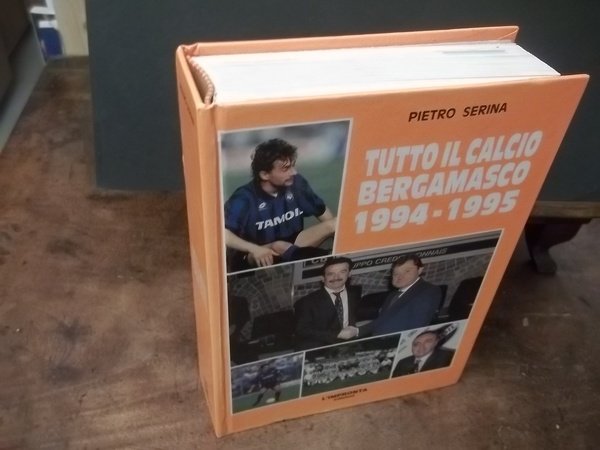 PIETRO SERINA
TUTTO IL CALCIO
BERGAMASCO
1994-1995
TAMOIL
L'IMPRONTA